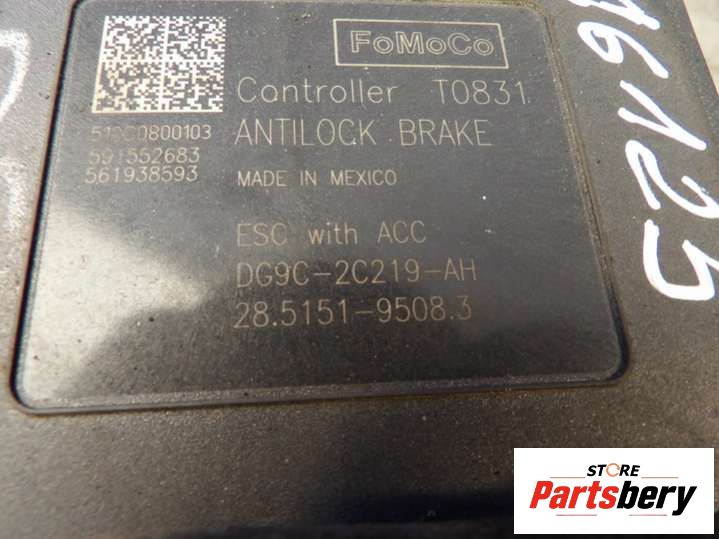 FoMoCo
Controller T0831
ANTILOCK BRAKE
MADE IN MEXICO
591552683
561938593
ESC with ACC
DG9C-2C219-AH
28.5151-9508.3
16125
STORE
Partsbery